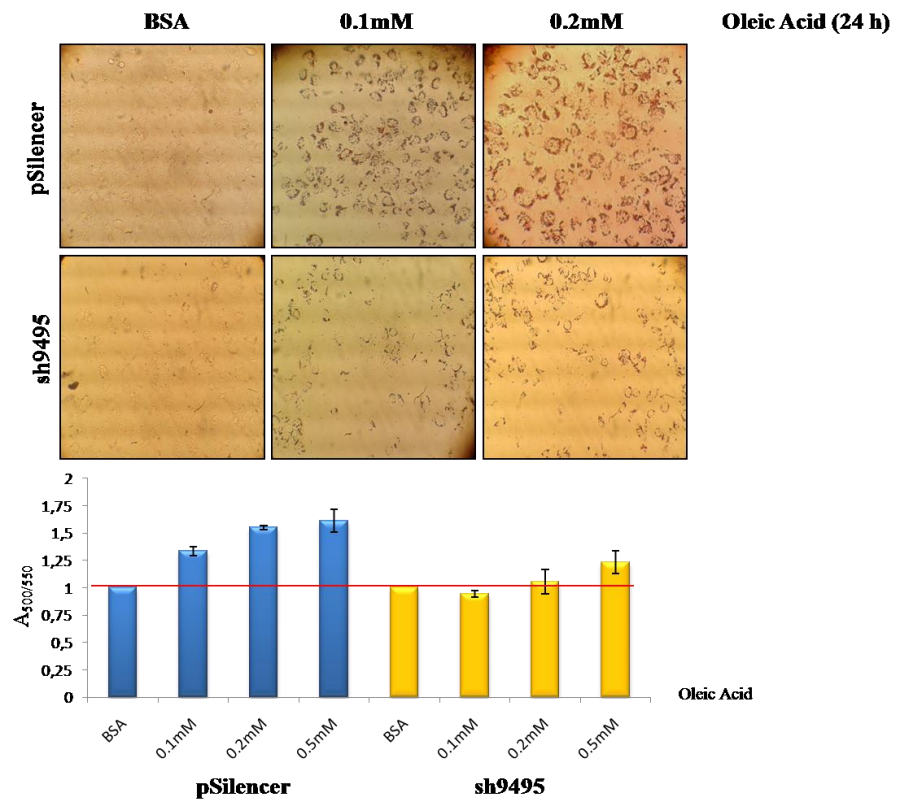 BSA 0.1mM 0.2mM Oleic Acid (24 h)
pSilencer
sh9495
2
1,75
1,5
1,25
1
0,75
0,5
0,25
0
A500/550
BSA 0.1mM 0.2mM 0.5mM BSA 0.1mM 0.2mM 0.5mM
Oleic Acid
pSilencer sh9495